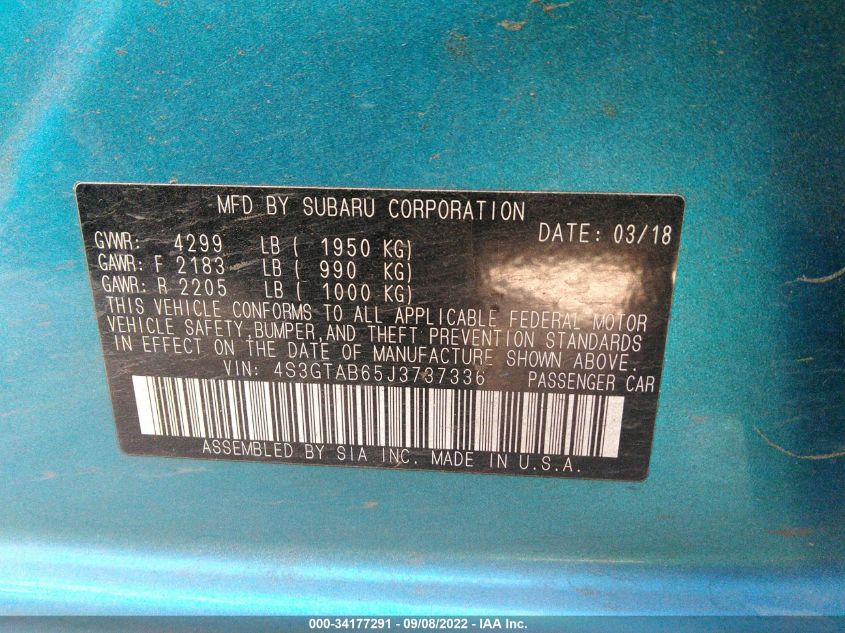 MFD BY SUBARU CORPORATION
DATE: 03/18
GVWR: 4299 LB ( 1950 KG)
GAWR: F 2183 LB ( 990 KG)
GAWR: R 2205 LB ( 1000 KG)
THIS VEHICLE CONFORMS TO ALL APPLICABLE FEDERAL MOTOR
VEHICLE SAFETY,BUMPER,AND THEFT PREVENTION STANDARDS
IN EFFECT ON THE DATE OF MANUFACTURE SHOWN ABOVE.
VIN: 4S3GTAB65J3737336 PASSENGER CAR
ASSEMBLED BY SIA INC. MADE IN U.S.A.
000-34177291 - 09/08/2022 - IAA Inc.